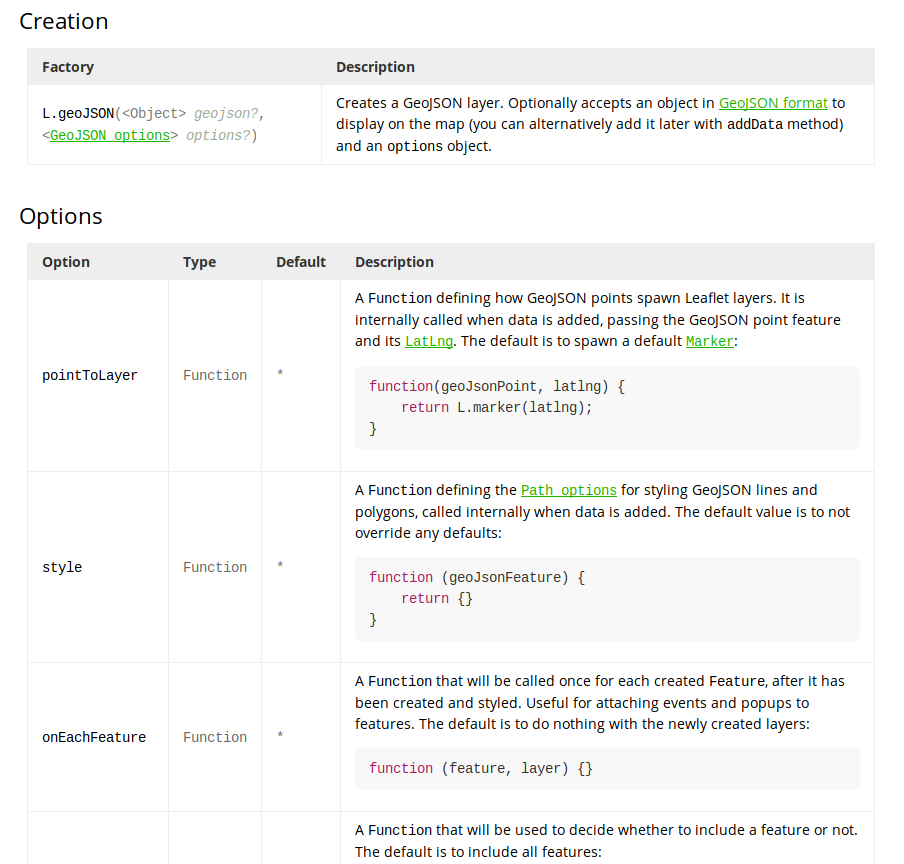 Creation
Factory Description
L.geoJSON(<Object> geojson?,
<GeoJSON options> options?)
Creates a GeoJSON layer. Optionally accepts an object in GeoJSON format to
display on the map (you can alternatively add it later with addData method)
and an options object.
Options
Option Type Default Description
pointToLayer Function *
A Function defining how GeoJSON points spawn Leaflet layers. It is
internally called when data is added, passing the GeoJSON point feature
and its LatLng. The default is to spawn a default Marker:
function(geoJsonPoint, latlng) {
    return L.marker(latlng);
}
style Function *
A Function defining the Path options for styling GeoJSON lines and
polygons, called internally when data is added. The default value is to not
override any defaults:
function (geoJsonFeature) {
    return {}
}
onEachFeature Function *
A Function that will be called once for each created Feature, after it has
been created and styled. Useful for attaching events and popups to
features. The default is to do nothing with the newly created layers:
function (feature, layer) {}
A Function that will be used to decide whether to include a feature or not.
The default is to include all features: